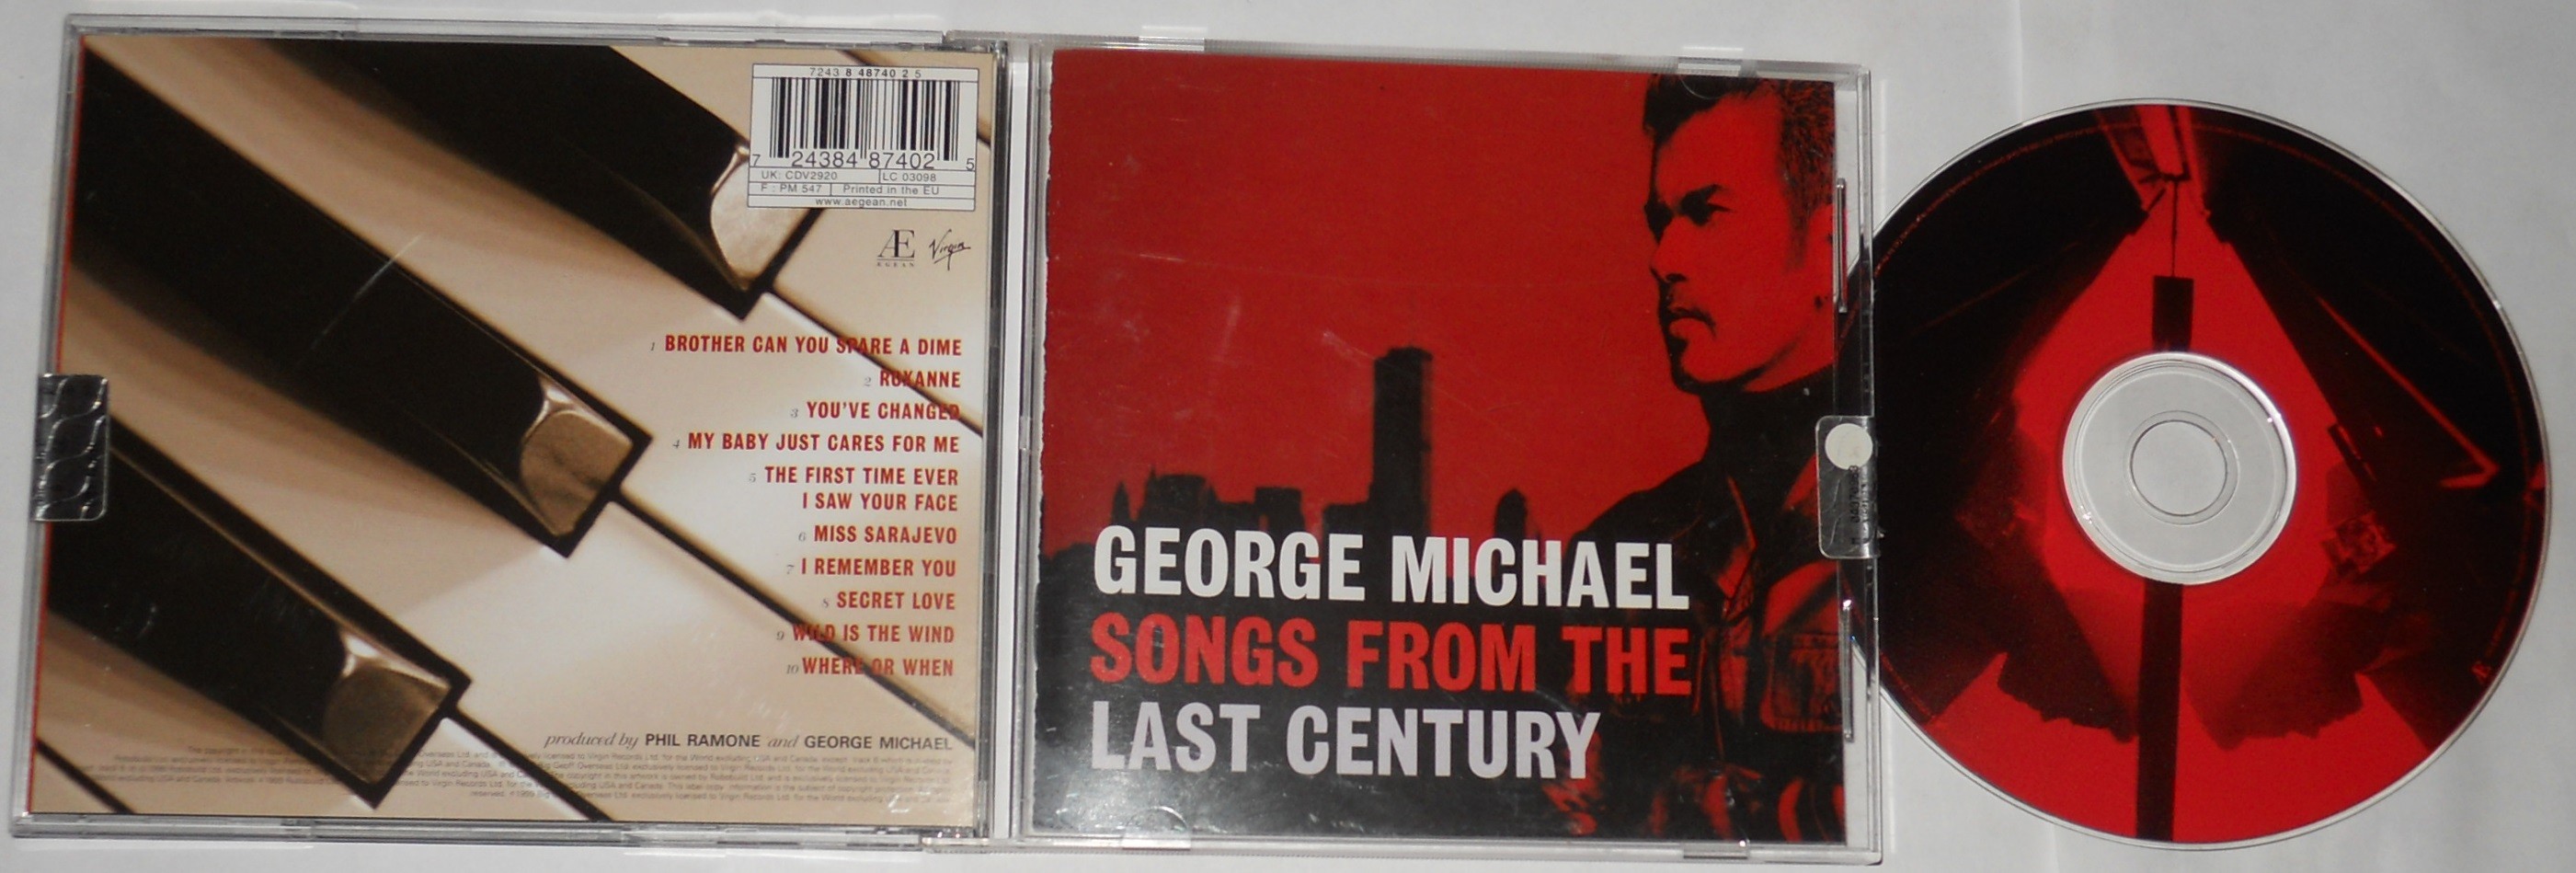 7243 8 48740 2 5
7 24384 87402 5
UK: CDV2920 LC 03098
F : PM 547 Printed in the EU
www.aegean.net
Æ
AEGEAN
Virgin
1 BROTHER CAN YOU SPARE A DIME
2 ROXANNE
3 YOU'VE CHANGED
4 MY BABY JUST CARES FOR ME
5 THE FIRST TIME EVER
I SAW YOUR FACE
6 MISS SARAJEVO
7 I REMEMBER YOU
8 SECRET LOVE
9 WILD IS THE WIND
10 WHERE OR WHEN
produced by PHIL RAMONE and GEORGE MICHAEL
GEORGE MICHAEL
SONGS FROM THE
LAST CENTURY